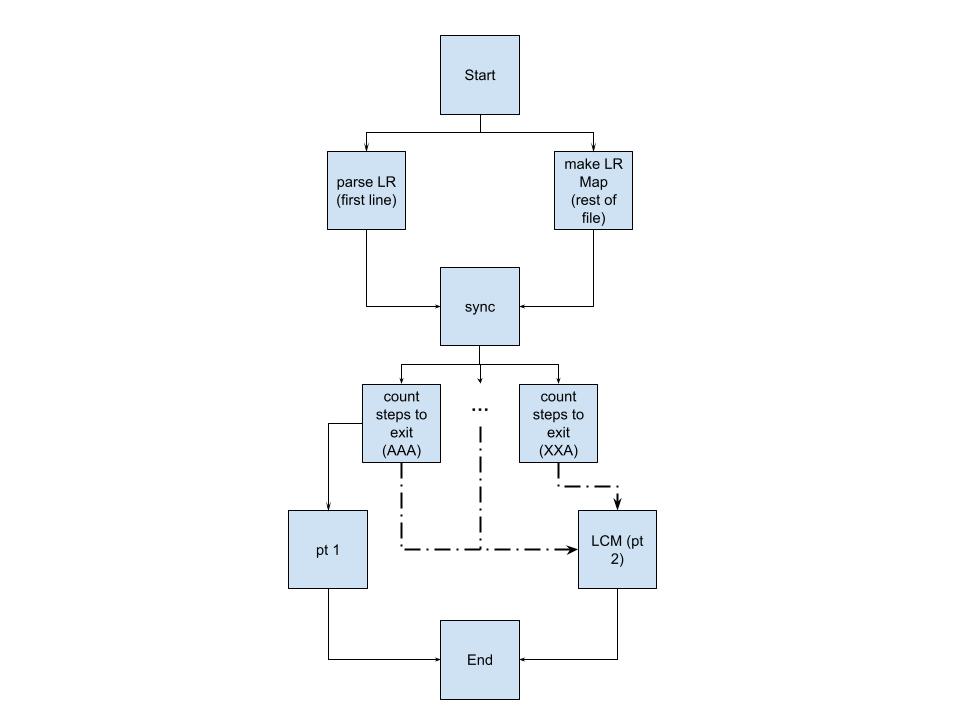 Start
parse LR
(first line)
make LR
Map
(rest of
file)
sync
count
steps to
exit
(AAA)
...
count
steps to
exit
(XXA)
pt 1
LCM (pt
2)
End